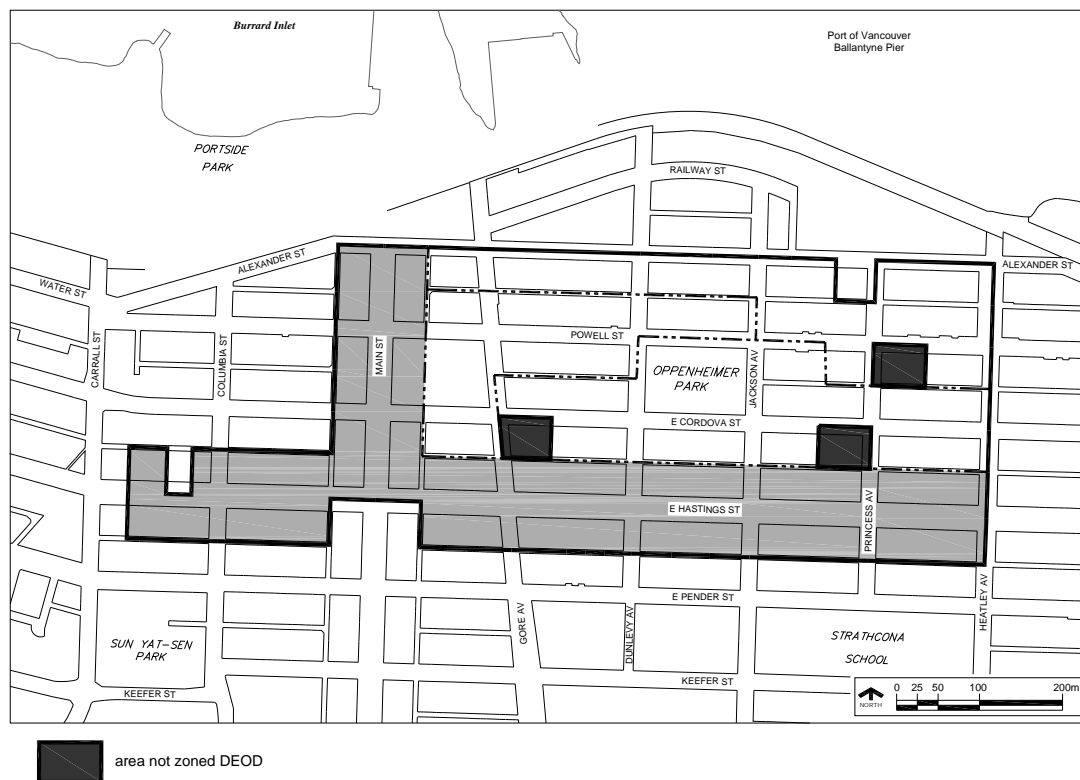 Burrard Inlet
Port of Vancouver
Ballantyne Pier
PORTSIDE
PARK
RAILWAY ST
ALEXANDER ST
ALEXANDER ST
WATER ST
CARRALL ST
COLUMBIA ST
MAIN ST
POWELL ST
JACKSON AV
OPPENHEIMER
PARK
E CORDOVA ST
E HASTINGS ST
PRINCESS AV
HEATLEY AV
E PENDER ST
GORE AV
DUNLEVY AV
SUN YAT-SEN
PARK
STRATHCONA
SCHOOL
KEEFER ST
KEEFER ST
NORTH
0 25 50 100 200m
area not zoned DEOD